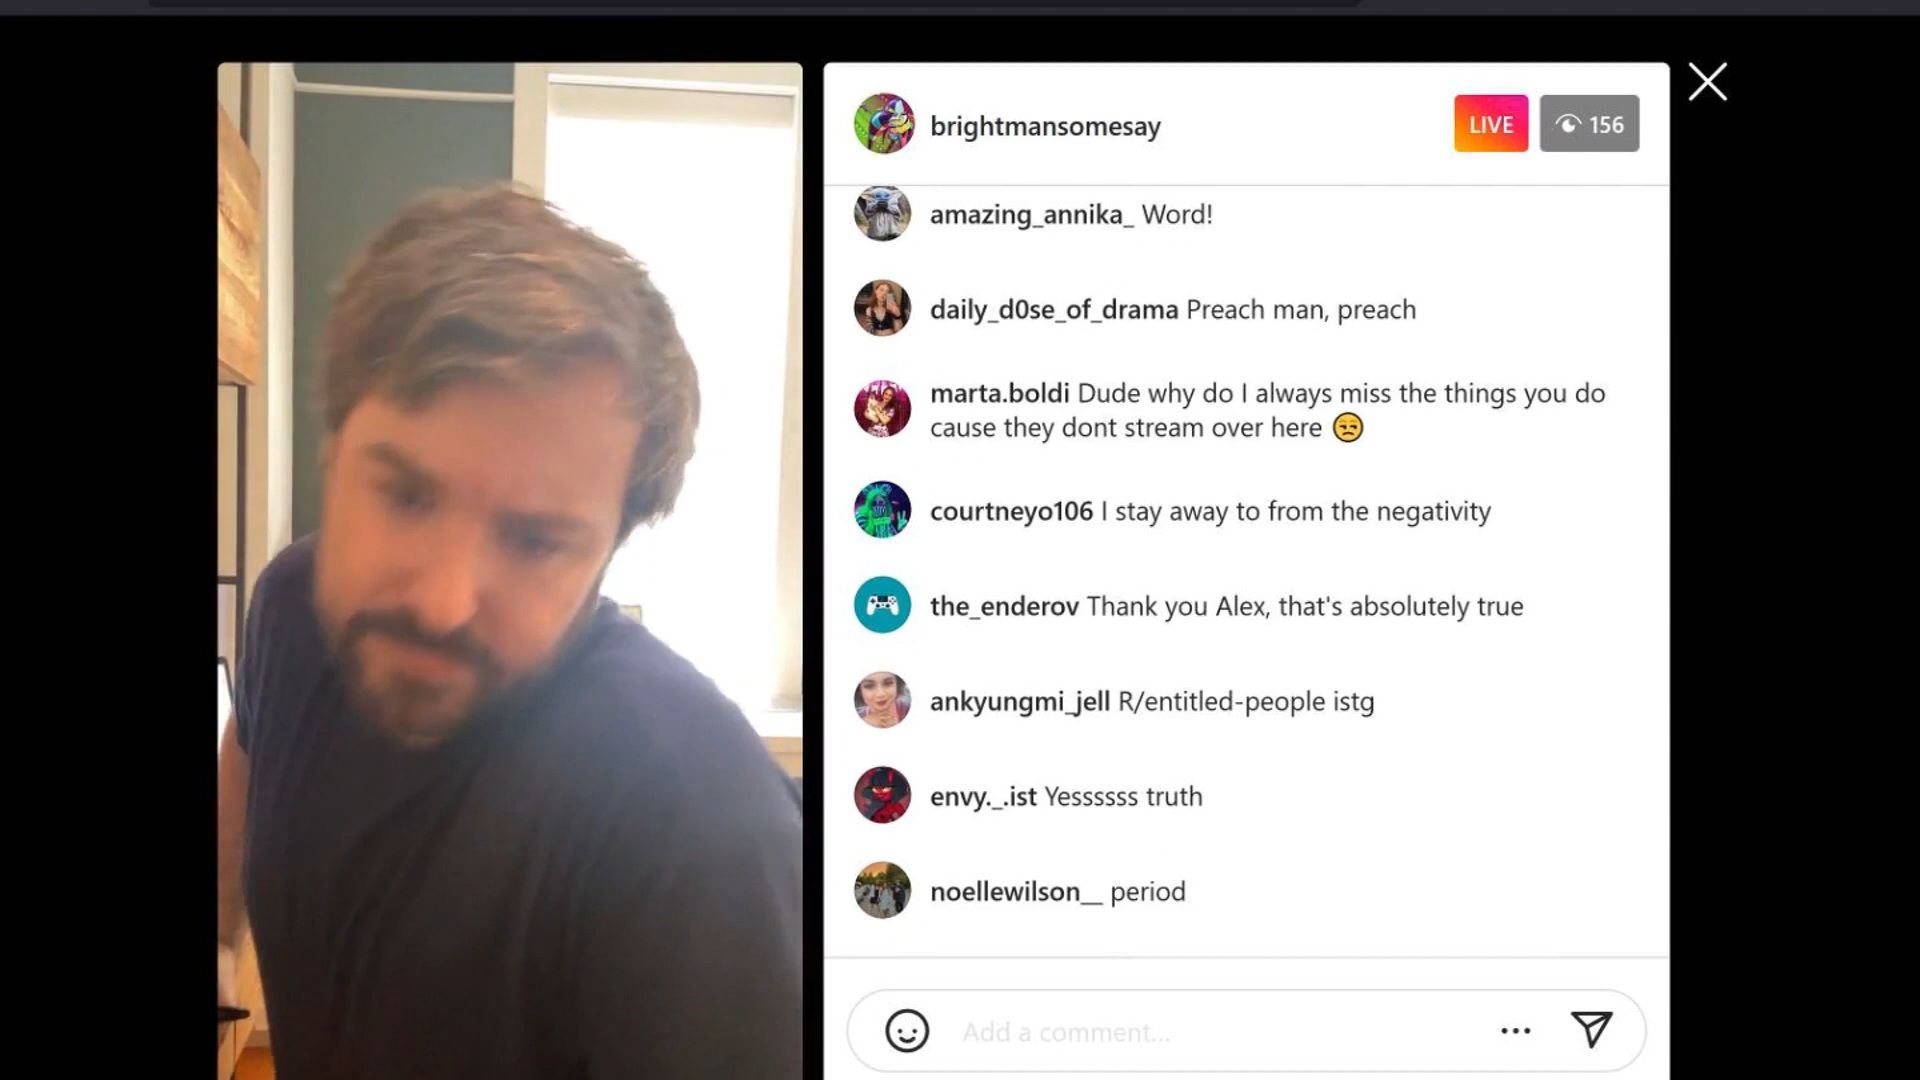 brightmansomesay
LIVE
156
amazing_annika_ Word!
daily_d0se_of_drama Preach man, preach
marta.boldi Dude why do I always miss the things you do
cause they dont stream over here 😒
courtneyo106 I stay away to from the negativity
the_enderov Thank you Alex, that's absolutely true
ankyungmi_jell R/entitled-people istg
envy._.ist Yessssss truth
noellewilson__ period
Add a comment...